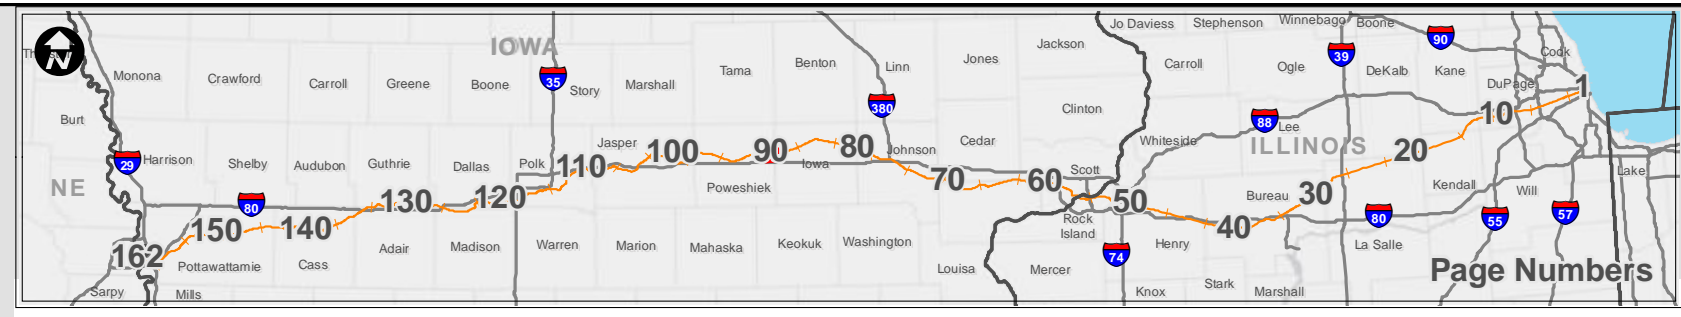 Jo Daviess Stephenson Winnebago Boone
IOWA
Jackson
90
Cook
N
Monona
Crawford
Carroll
Greene
Boone
35
Story
Marshall
Tama
Benton
Linn
Jones
Carroll
Ogle
39
DeKalb
Kane
DuPage
1
380
Clinton
10
Burt
88
Lee
Whiteside
ILLINOIS
Jasper
100
90
80
Johnson
Cedar
20
29
Harrison
Shelby
Audubon
Guthrie
Dallas
Polk
110
Iowa
Scott
Lake
NE
80
130
120
Poweshiek
70
60
50
Bureau
30
Kendall
Will
162
150
140
Rock
Island
40
80
55
57
Pottawattamie
Cass
Adair
Madison
Warren
Marion
Mahaska
Keokuk
Washington
Louisa
Mercer
74
Henry
La Salle
Sarpy
Mills
Knox
Stark
Marshall
Page Numbers